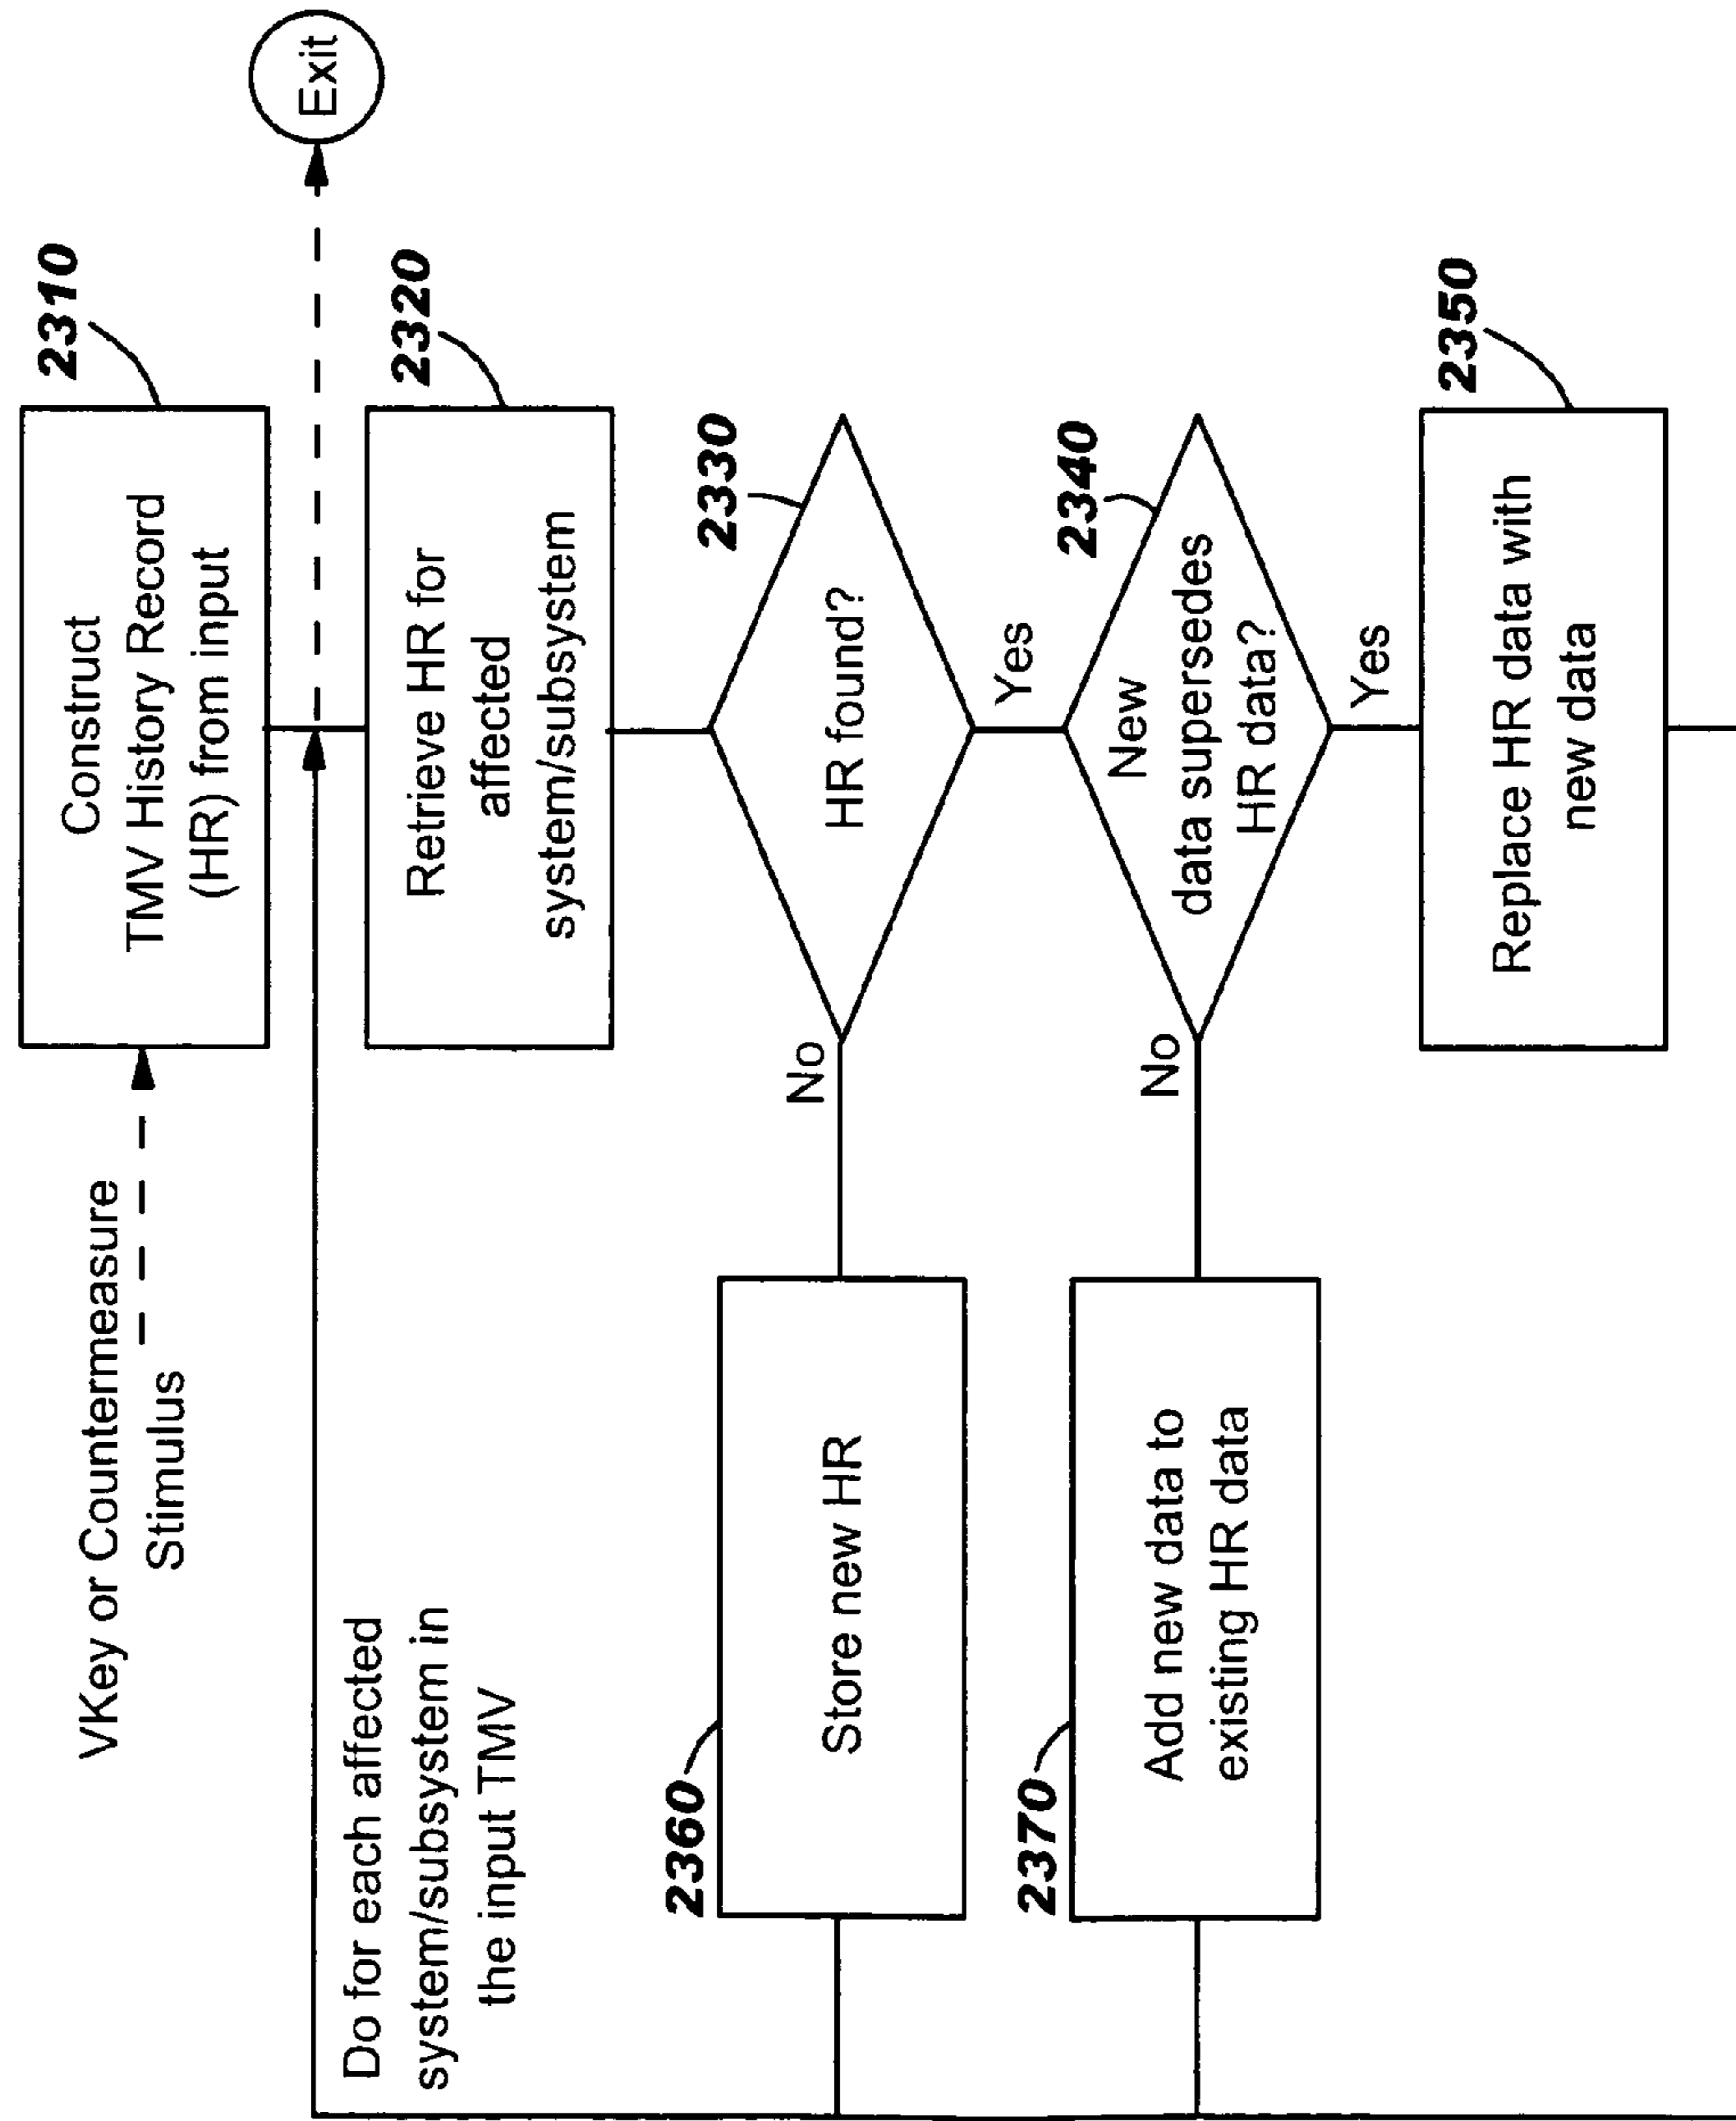 VKey or Countermeasure
Stimulus
Construct
TMV History Record
(HR) from input
2310
Exit
Do for each affected
system/subsystem in
the input TMV
Retrieve HR for
affected
system/subsystem
2320
2330
HR found?
No
Yes
2360
Store new HR
2340
New
data supersedes
HR data?
No
Yes
2370
Add new data to
existing HR data
2350
Replace HR data with
new data